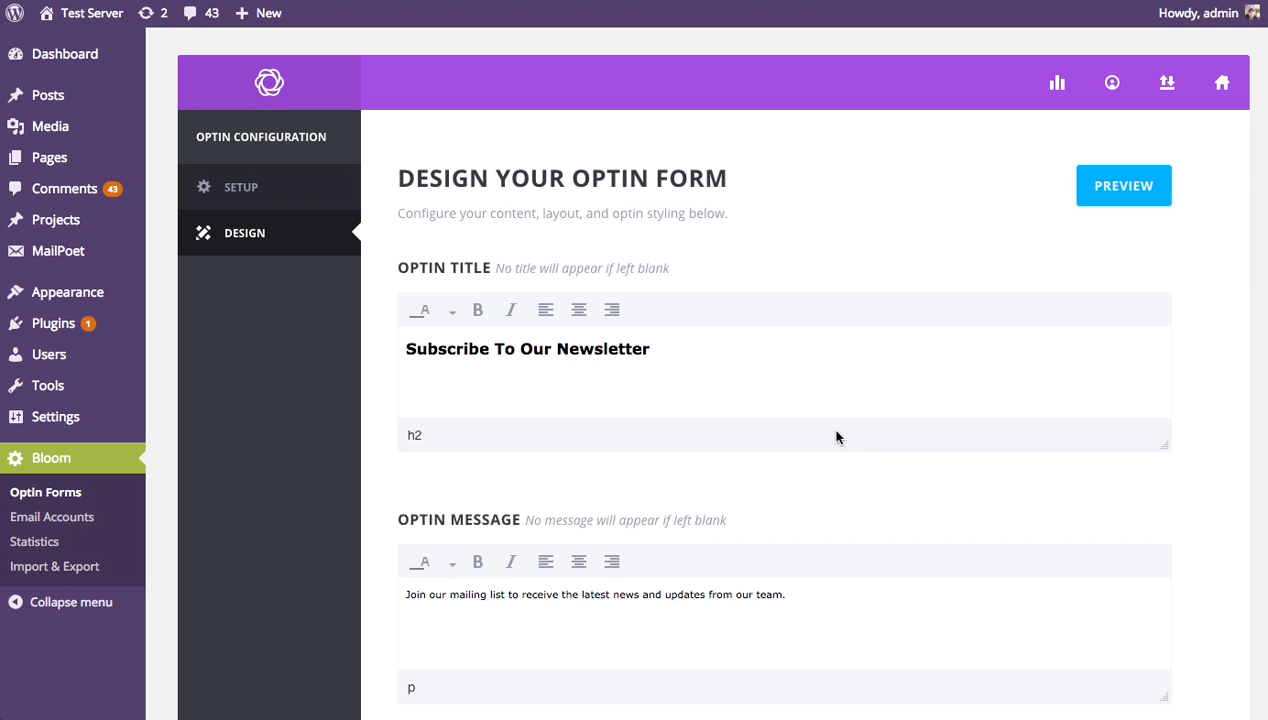 Test Server
2
43
New
Howdy, admin
Dashboard
Posts
Media
Pages
Comments 43
Projects
MailPoet
Appearance
Plugins 1
Users
Tools
Settings
Bloom
Optin Forms
Email Accounts
Statistics
Import & Export
Collapse menu
OPTIN CONFIGURATION
SETUP
DESIGN
DESIGN YOUR OPTIN FORM
PREVIEW
Configure your content, layout, and optin styling below.
OPTIN TITLE No title will appear if left blank
A B I
Subscribe To Our Newsletter
h2
OPTIN MESSAGE No message will appear if left blank
A B I
Join our mailing list to receive the latest news and updates from our team.
p